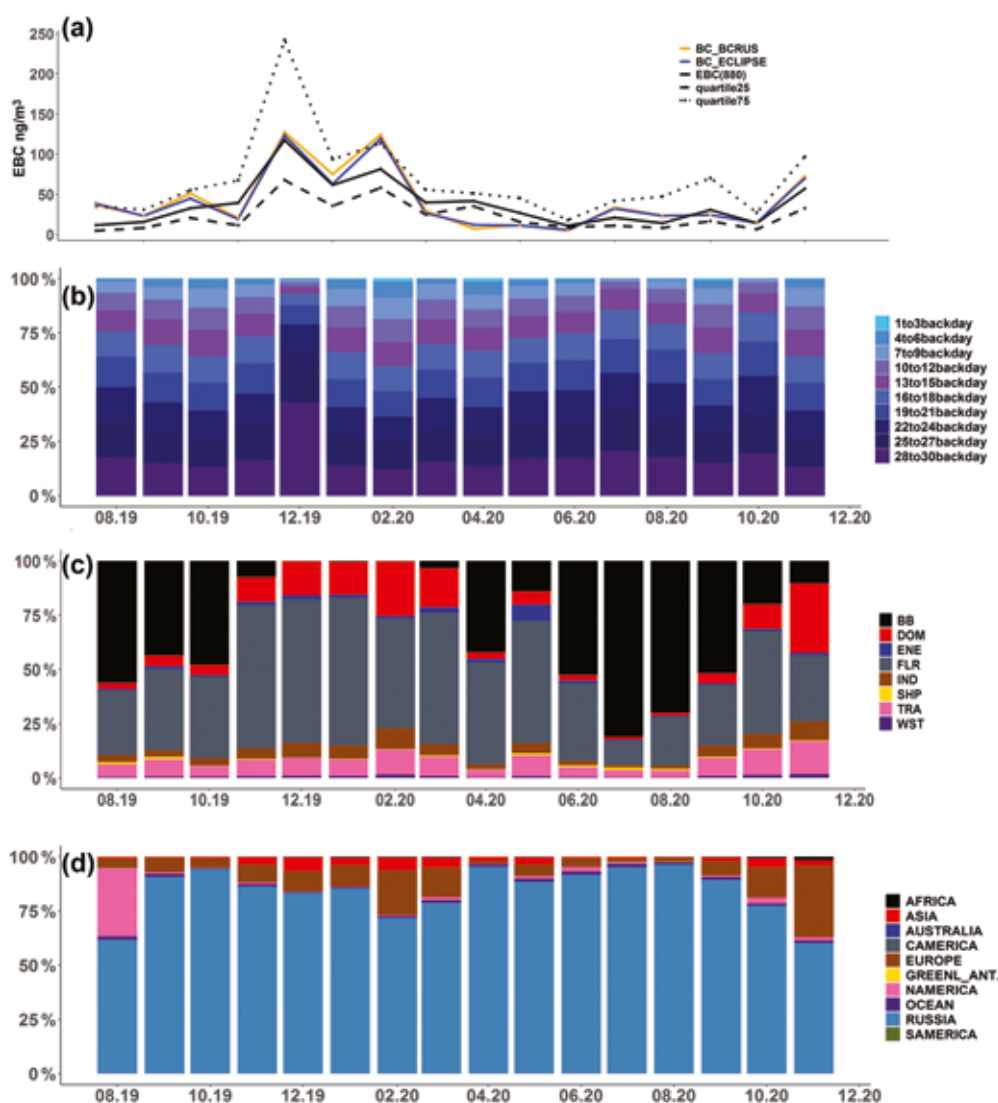 (a)
250
200
150
100
50
0
EBC ng/m³
BC_BCRUS
BC_ECLIPSE
EBC(880)
quartile25
quartile75
(b)
100 %
75 %
50 %
25 %
0 %
08.19 10.19 12.19 02.20 04.20 06.20 08.20 10.20 12.20
1to3backday
4to6backday
7to9backday
10to12backday
13to15backday
16to18backday
19to21backday
22to24backday
25to27backday
28to30backday
(c)
100 %
75 %
50 %
25 %
0 %
08.19 10.19 12.19 02.20 04.20 06.20 08.20 10.20 12.20
BB
DOM
ENE
FLR
IND
SHP
TRA
WST
(d)
100 %
75 %
50 %
25 %
0 %
08.19 10.19 12.19 02.20 04.20 06.20 08.20 10.20 12.20
AFRICA
ASIA
AUSTRALIA
CAMERICA
EUROPE
GREENL_ANT.
NAMERICA
OCEAN
RUSSIA
SAMERICA